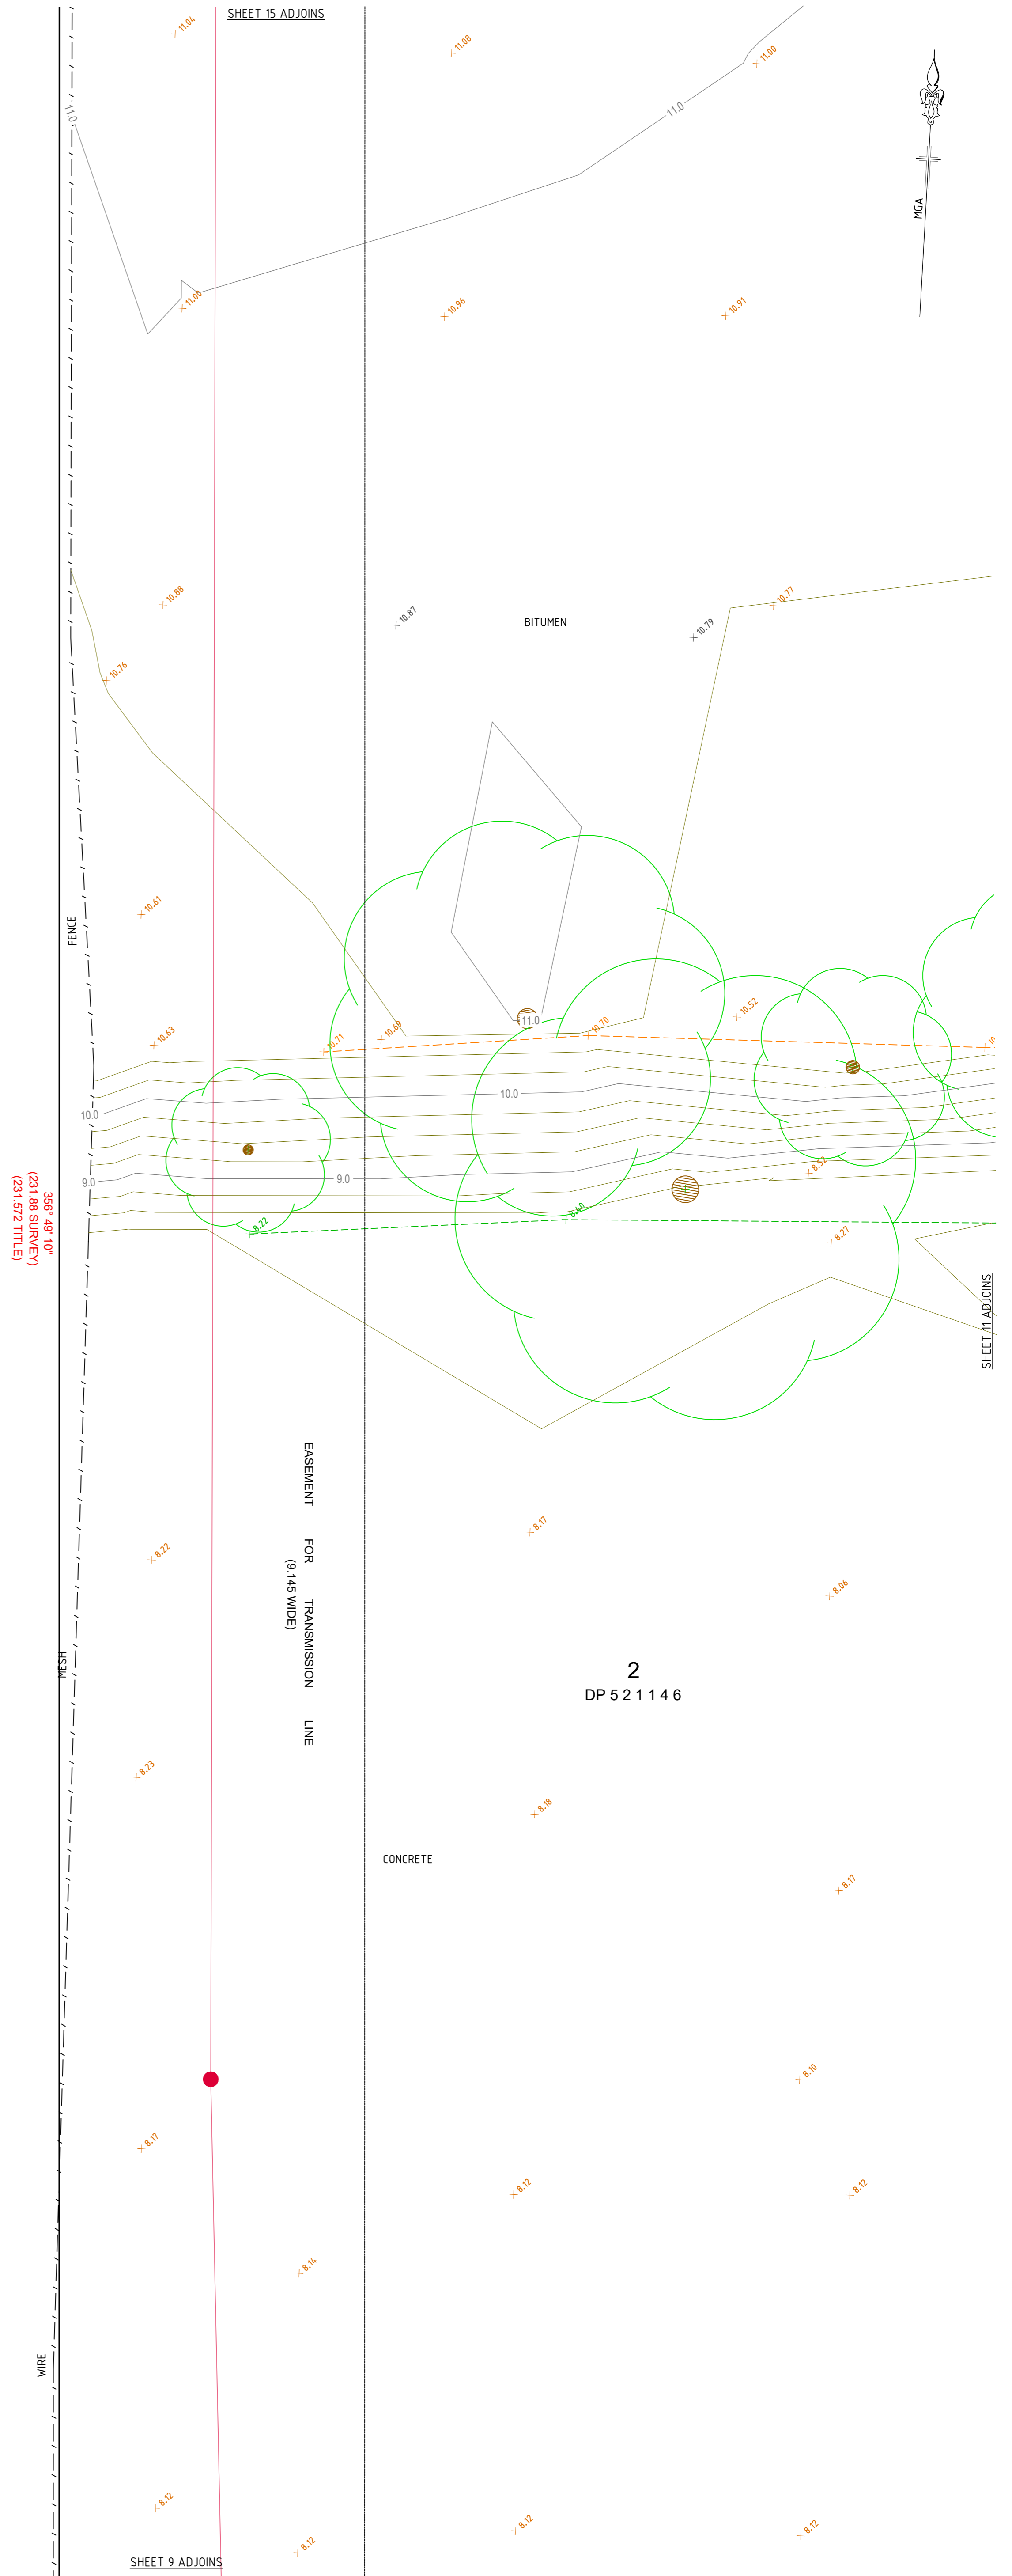 SHEET 15 ADJOINS
11.04
11.08
11.00
11.0
11.0
MGA
11.00
10.96
10.91
10.88
10.87
BITUMEN
10.79
10.77
10.76
10.61
FENCE
11.0
10.63
10.71
10.69
10.70
10.52
10.0
10.0
9.0
9.0
8.52
8.22
8.40
8.27
356° 49' 10"
(231.88 SURVEY)
(231.572 TITLE)
SHEET 11 ADJOINS
EASEMENT FOR TRANSMISSION LINE
(9.145 WIDE)
8.17
8.22
8.06
MESH
2
DP 5 2 1 1 4 6
8.23
8.18
CONCRETE
8.17
8.10
8.17
8.12
8.12
8.14
WIRE
8.12
8.12
8.12
8.12
SHEET 9 ADJOINS